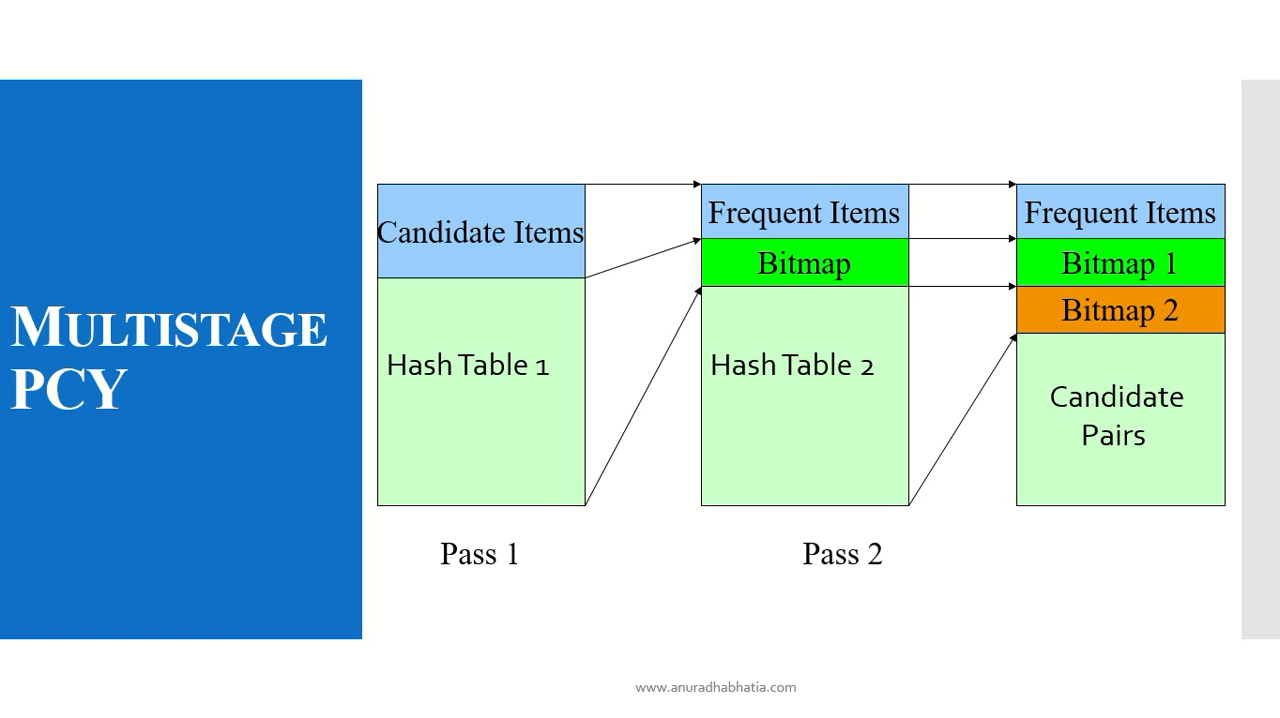 MULTISTAGE
PCY
Candidate Items
Hash Table 1
Pass 1
Frequent Items
Bitmap
Hash Table 2
Pass 2
Frequent Items
Bitmap 1
Bitmap 2
Candidate
Pairs
www.anuradhabhatia.com